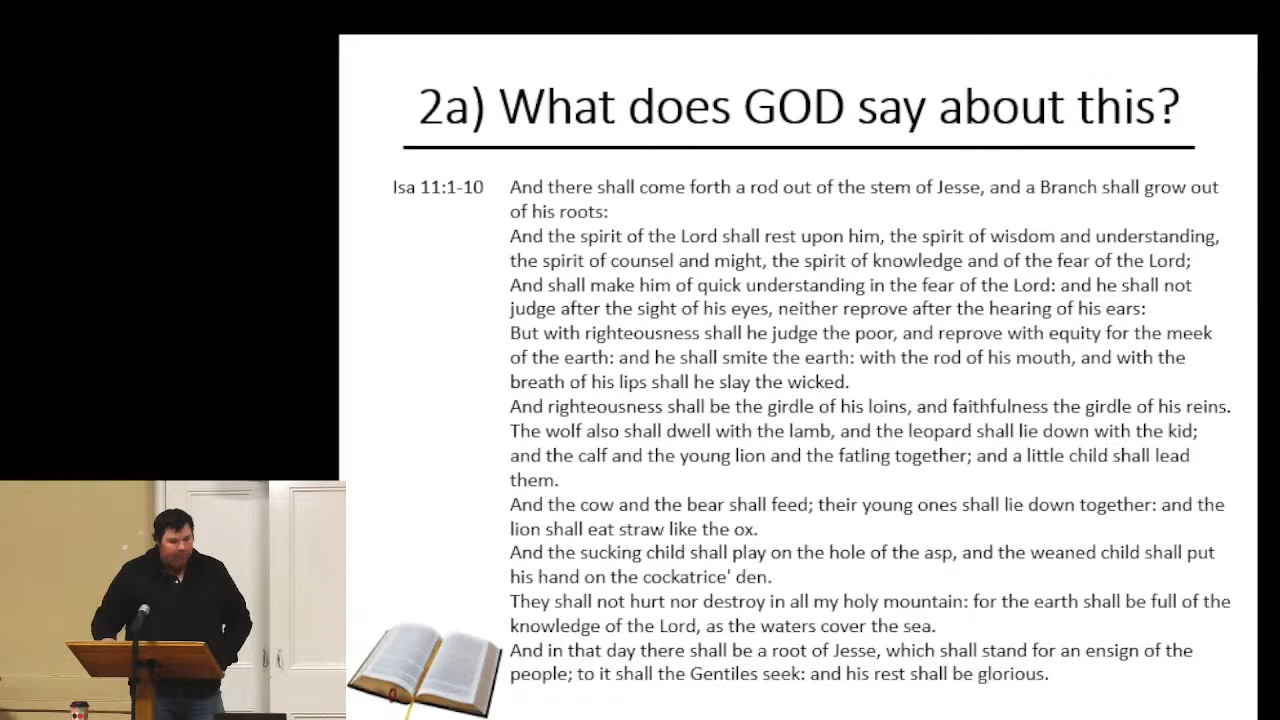 2a) What does GOD say about this?
Isa 11:1-10 And there shall come forth a rod out of the stem of Jesse, and a Branch shall grow out
of his roots:
And the spirit of the Lord shall rest upon him, the spirit of wisdom and understanding,
the spirit of counsel and might, the spirit of knowledge and of the fear of the Lord;
And shall make him of quick understanding in the fear of the Lord: and he shall not
judge after the sight of his eyes, neither reprove after the hearing of his ears:
But with righteousness shall he judge the poor, and reprove with equity for the meek
of the earth: and he shall smite the earth: with the rod of his mouth, and with the
breath of his lips shall he slay the wicked.
And righteousness shall be the girdle of his loins, and faithfulness the girdle of his reins.
The wolf also shall dwell with the lamb, and the leopard shall lie down with the kid;
and the calf and the young lion and the fatling together; and a little child shall lead
them.
And the cow and the bear shall feed; their young ones shall lie down together: and the
lion shall eat straw like the ox.
And the sucking child shall play on the hole of the asp, and the weaned child shall put
his hand on the cockatrice' den.
They shall not hurt nor destroy in all my holy mountain: for the earth shall be full of the
knowledge of the Lord, as the waters cover the sea.
And in that day there shall be a root of Jesse, which shall stand for an ensign of the
people; to it shall the Gentiles seek: and his rest shall be glorious.